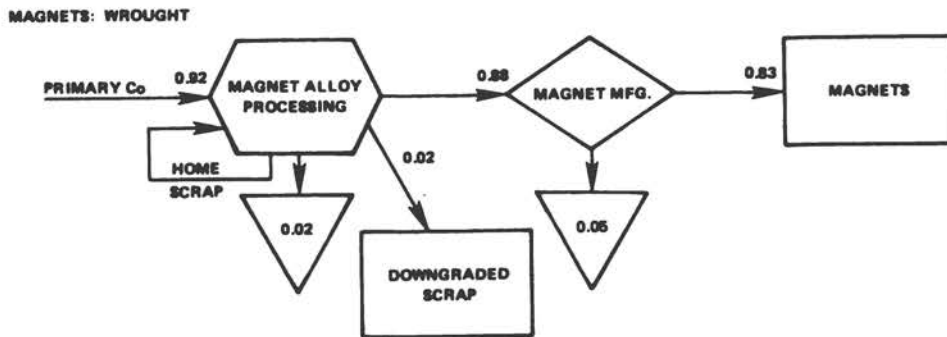 MAGNETS: WROUGHT
0.92
PRIMARY Co
MAGNET ALLOY
PROCESSING
0.88
MAGNET MFG.
0.83
MAGNETS
HOME
SCRAP
0.02
0.02
0.05
DOWNGRADED
SCRAP